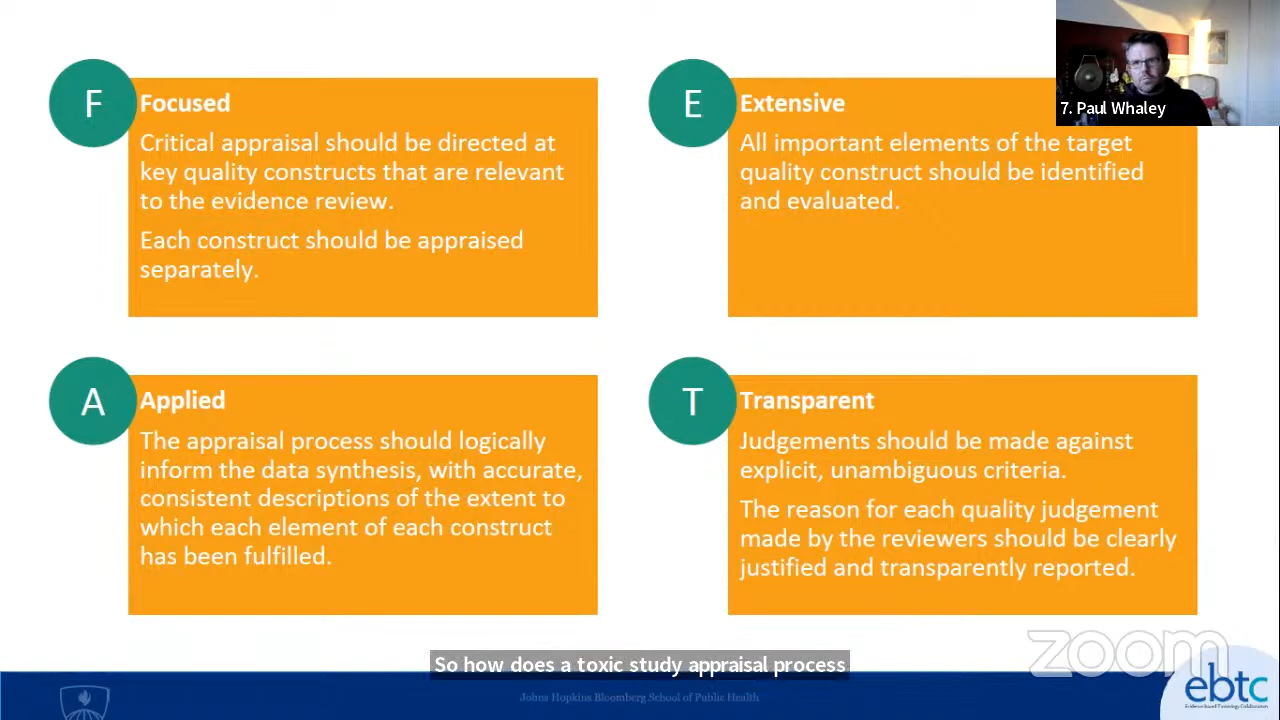 F
Focused
Critical appraisal should be directed at
key quality constructs that are relevant
to the evidence review.
Each construct should be appraised
separately.
E
Extensive
All important elements of the target
quality construct should be identified
and evaluated.
7. Paul Whaley
A
Applied
The appraisal process should logically
inform the data synthesis, with accurate,
consistent descriptions of the extent to
which each element of each construct
has been fulfilled.
T
Transparent
Judgements should be made against
explicit, unambiguous criteria.
The reason for each quality judgement
made by the reviewers should be clearly
justified and transparently reported.
zoom
So how does a toxic study appraisal process
Johns Hopkins Bloomberg School of Public Health
ebtc
Evidence-based Toxicology Collaboration